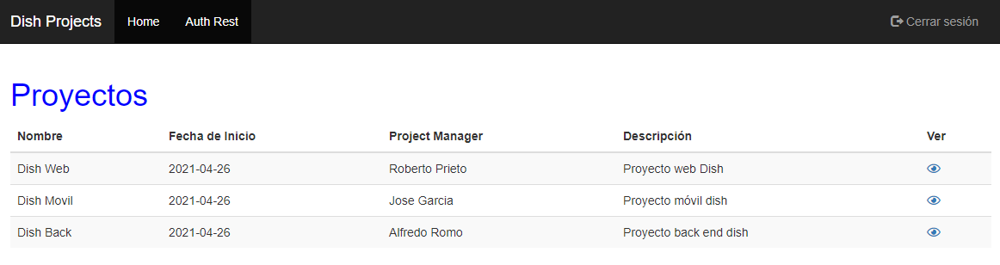 Dish Projects Home Auth Rest Cerrar sesión
Proyectos
Nombre Fecha de Inicio Project Manager Descripción Ver
Dish Web 2021-04-26 Roberto Prieto Proyecto web Dish
Dish Movil 2021-04-26 Jose Garcia Proyecto móvil dish
Dish Back 2021-04-26 Alfredo Romo Proyecto back end dish